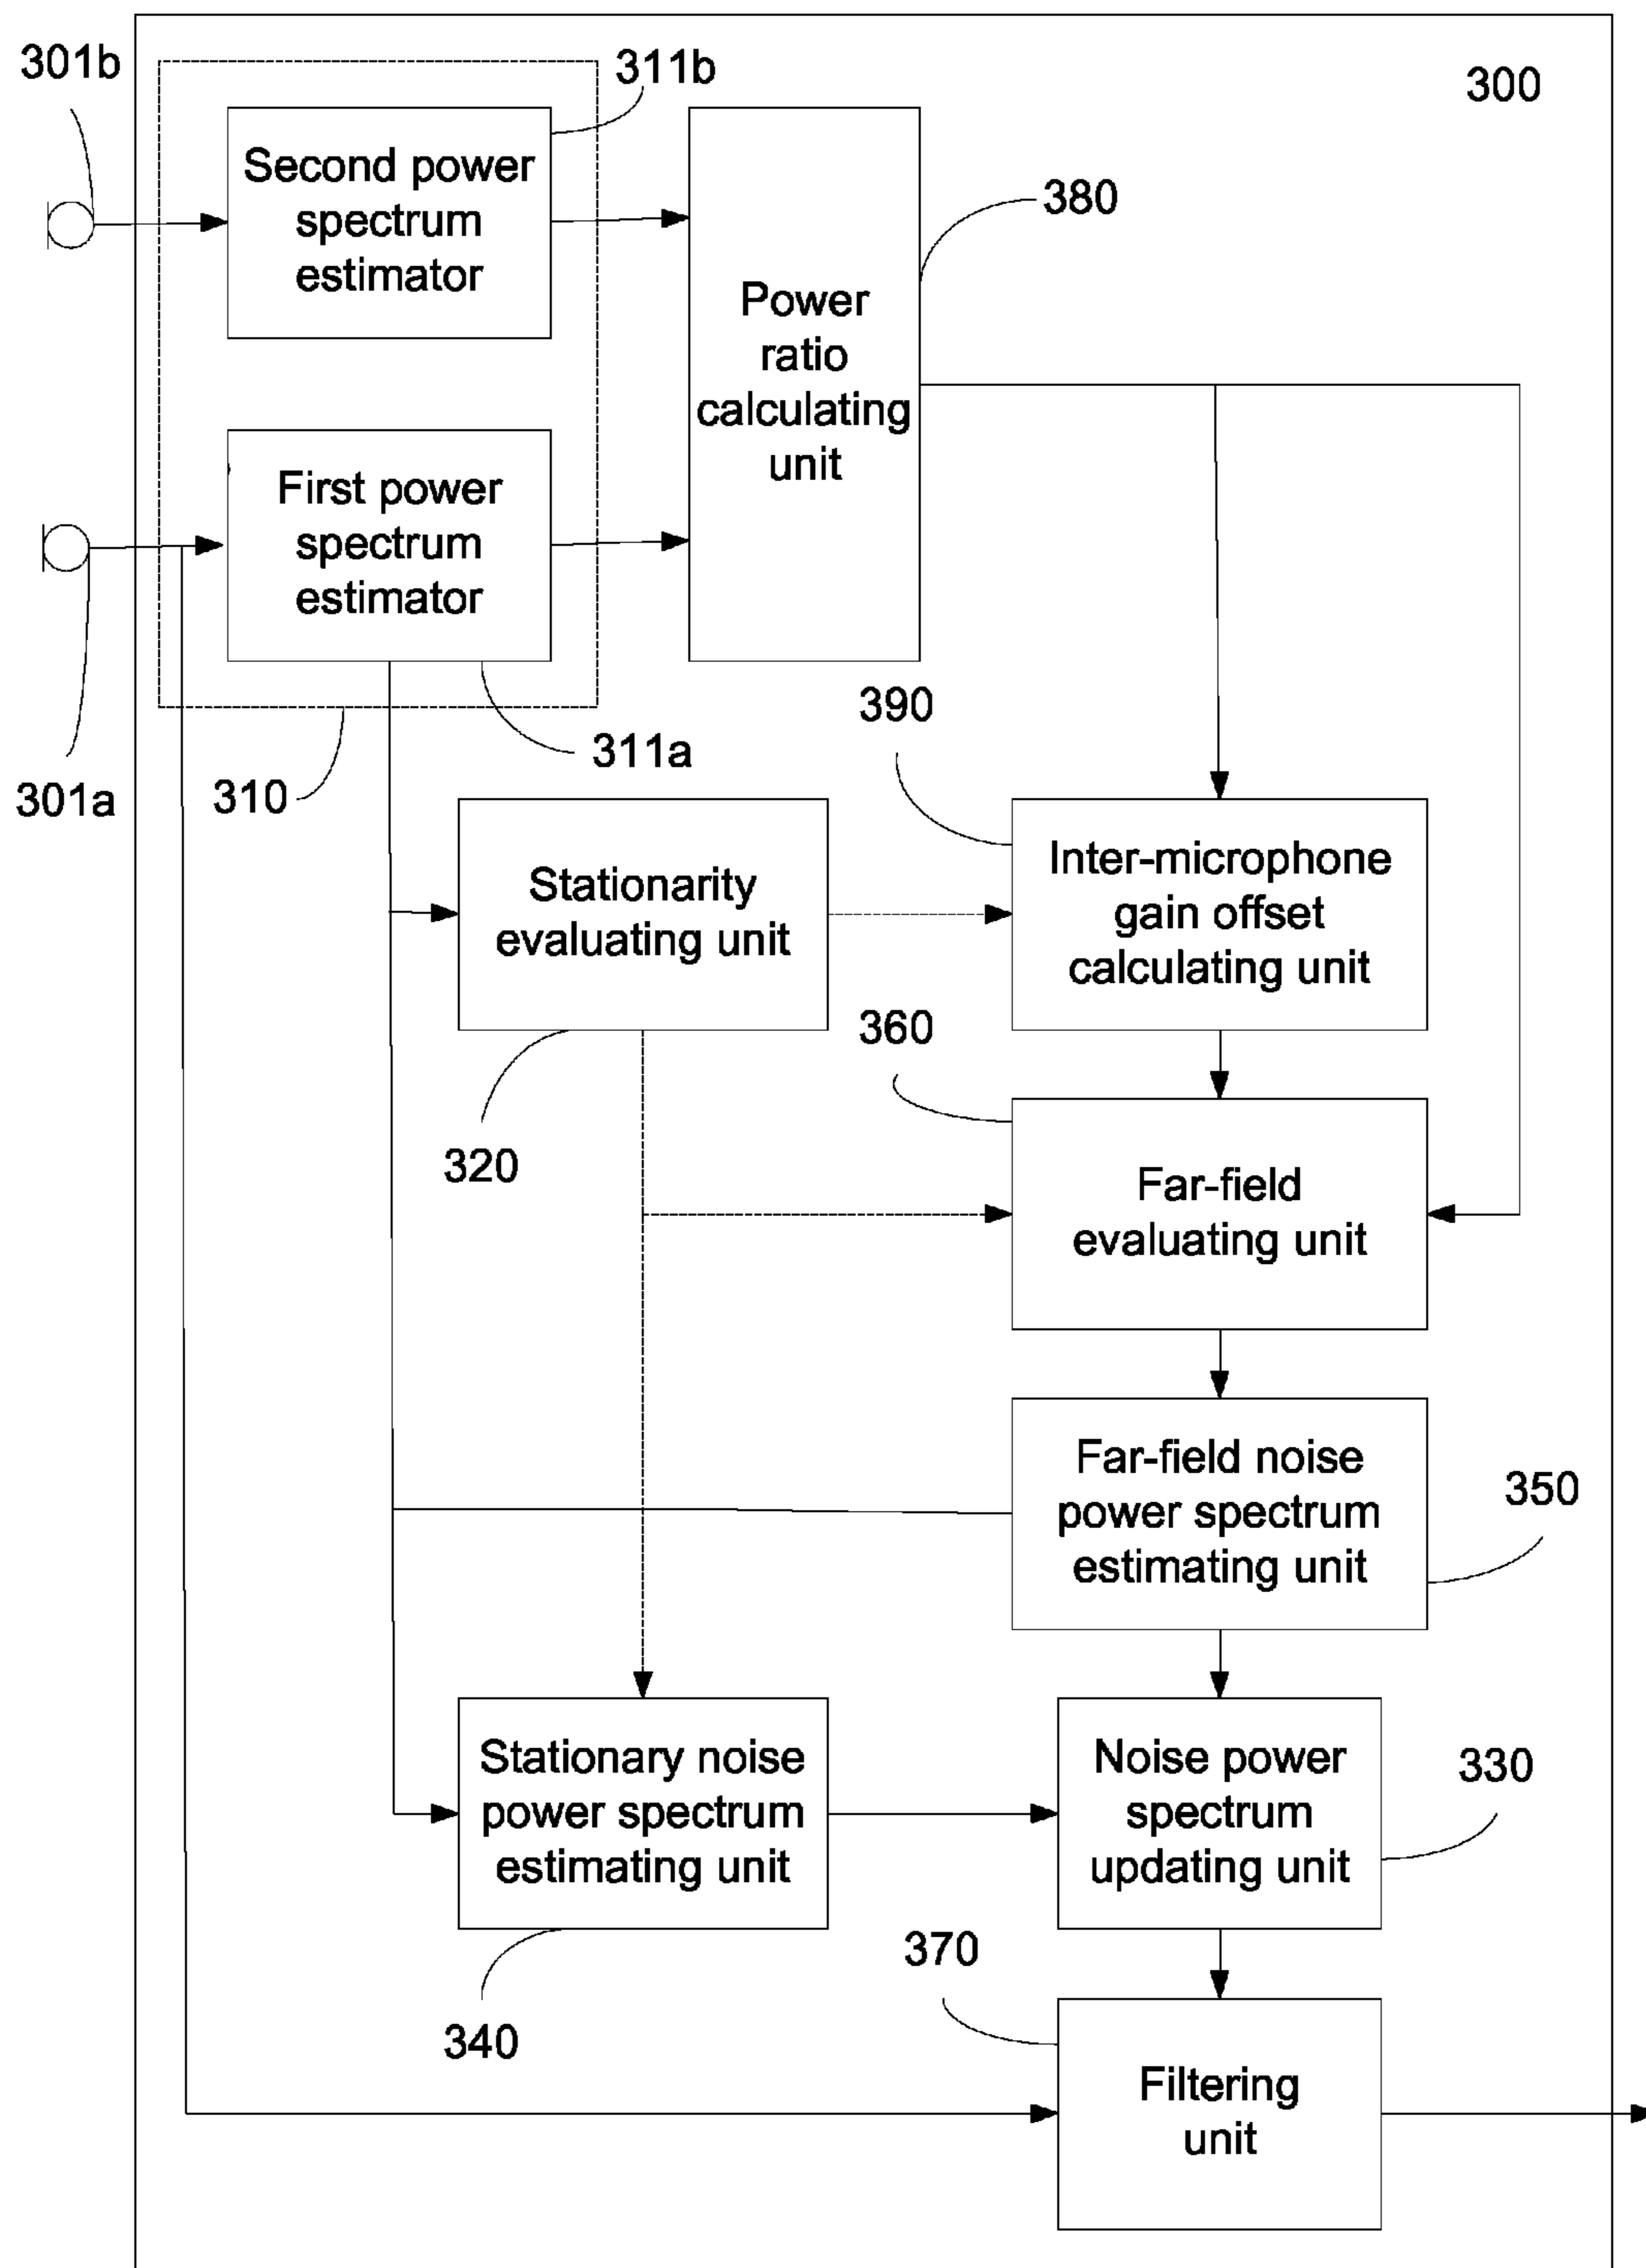 301b
311b
300
Second power
spectrum
estimator
380
Power
ratio
calculating
unit
First power
spectrum
estimator
390
311a
301a
310
Stationarity
evaluating unit
Inter-microphone
gain offset
calculating unit
360
320
Far-field
evaluating unit
Far-field noise
power spectrum
estimating unit
350
Stationary noise
power spectrum
estimating unit
Noise power
spectrum
updating unit
330
370
340
Filtering
unit